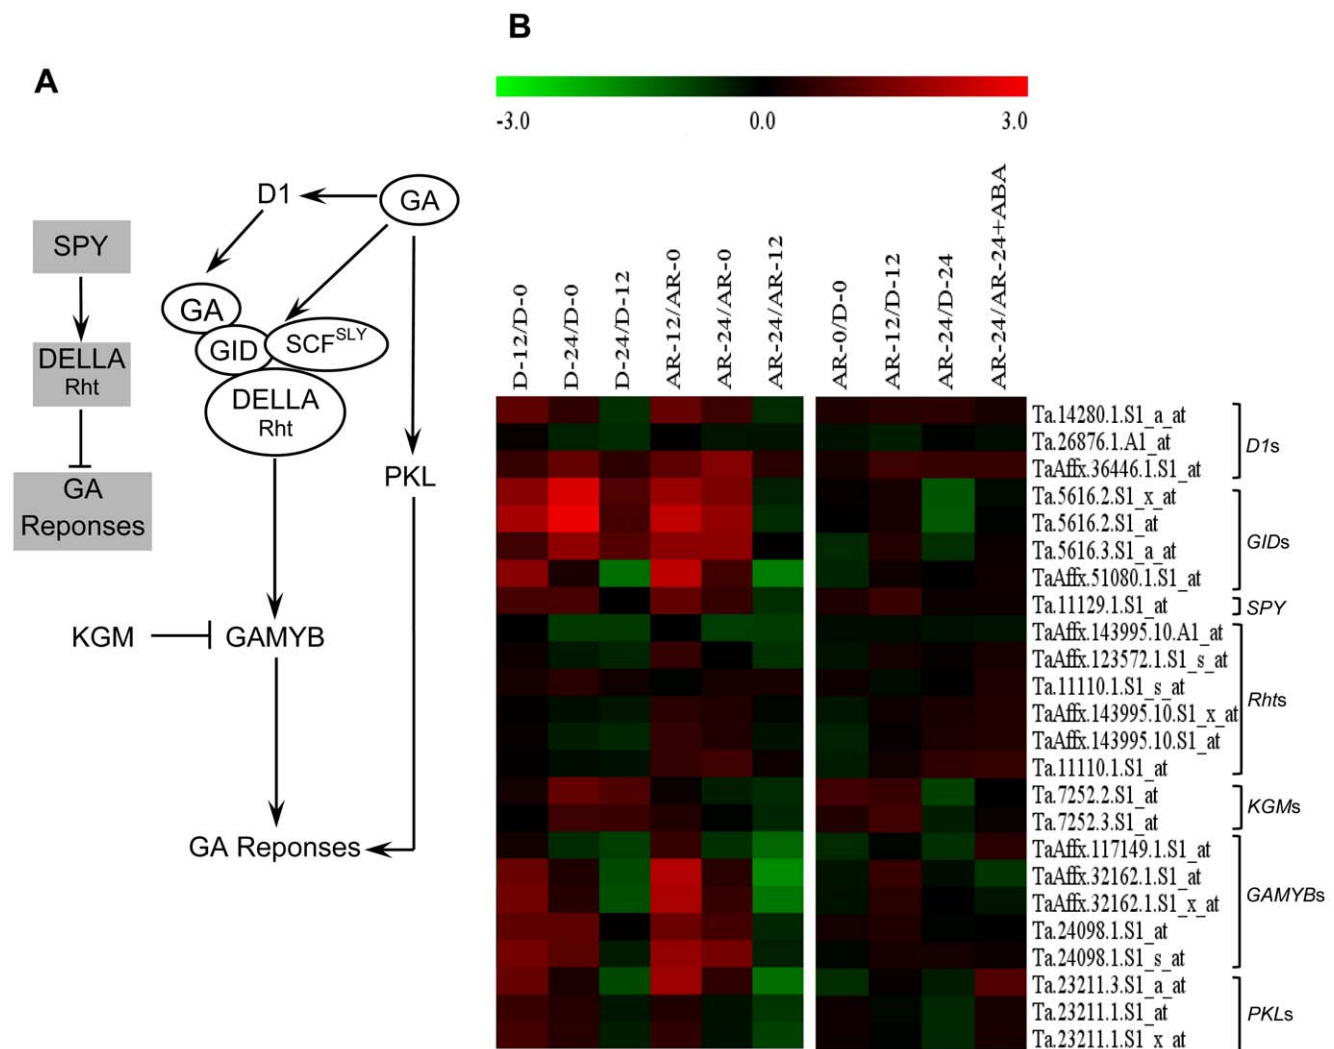 A
SPY
DELLA
Rht
GA
Reponses
D1
GA
GA
GID
SCF^SLY
DELLA
Rht
PKL
KGM
GAMYB
GA Reponses
B
-3.0 0.0 3.0
D-12/D-0
D-24/D-0
D-24/D-12
AR-12/AR-0
AR-24/AR-0
AR-24/AR-12
AR-0/D-0
AR-12/D-12
AR-24/D-24
AR-24/AR-24+ABA
Ta.14280.1.S1_a_at
Ta.26876.1.A1_at
TaAffx.36446.1.S1_at
D1s
Ta.5616.2.S1_x_at
Ta.5616.2.S1_at
Ta.5616.3.S1_a_at
TaAffx.51080.1.S1_at
GIDs
Ta.11129.1.S1_at
SPY
TaAffx.143995.10.A1_at
TaAffx.123572.1.S1_s_at
Ta.11110.1.S1_s_at
TaAffx.143995.10.S1_x_at
TaAffx.143995.10.S1_at
Ta.11110.1.S1_at
Rhts
Ta.7252.2.S1_at
Ta.7252.3.S1_at
KGMs
TaAffx.117149.1.S1_at
TaAffx.32162.1.S1_at
TaAffx.32162.1.S1_x_at
Ta.24098.1.S1_at
Ta.24098.1.S1_s_at
GAMYBs
Ta.23211.3.S1_a_at
Ta.23211.1.S1_at
Ta.23211.1.S1_x_at
PKLs